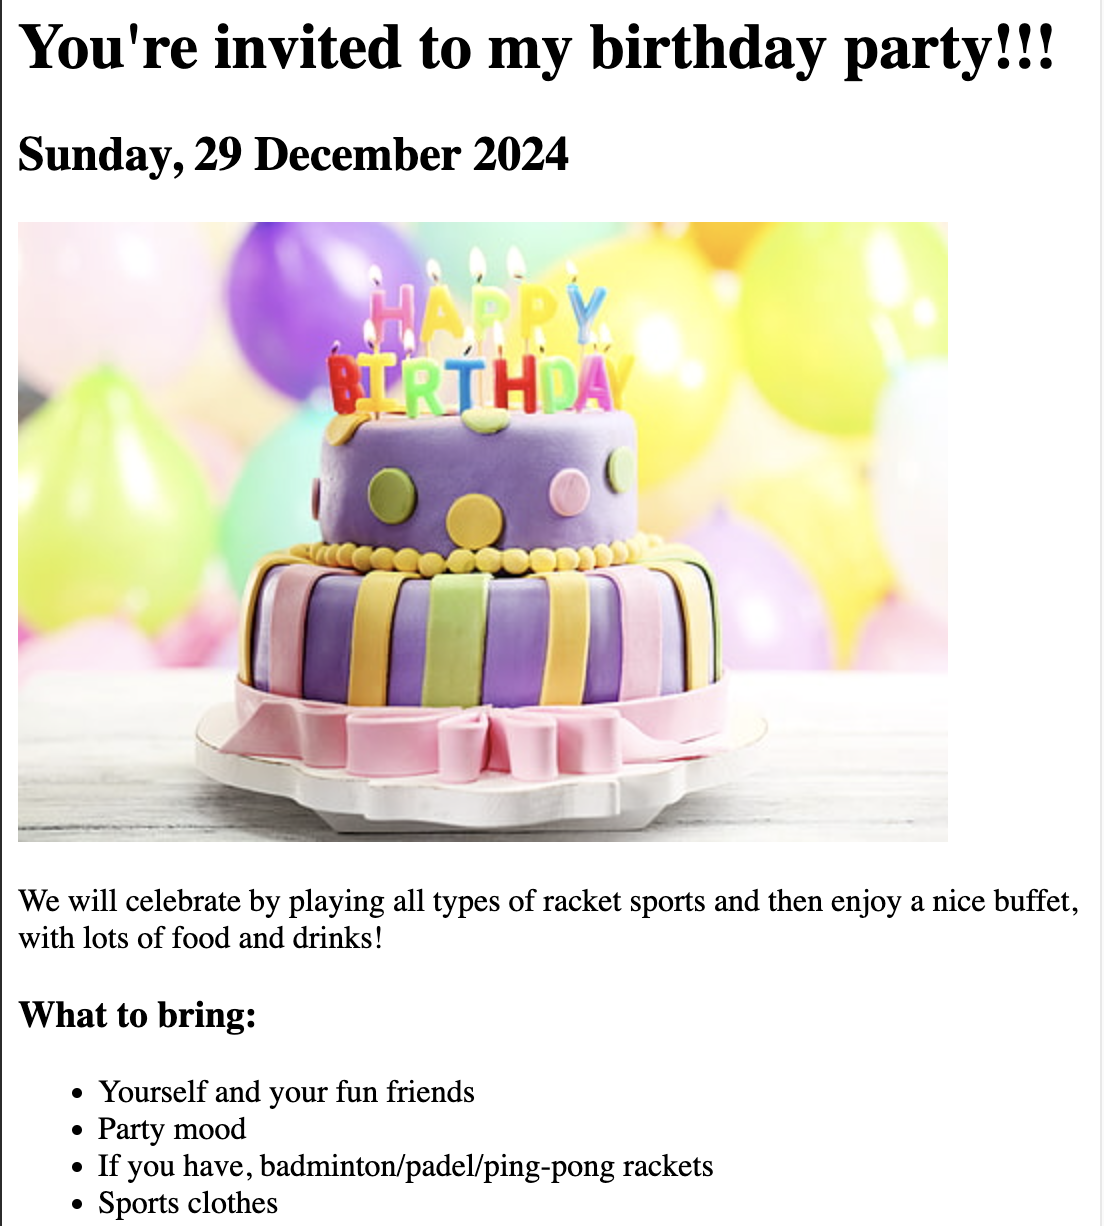 You're invited to my birthday party!!!
Sunday, 29 December 2024
HAPPY
BIRTHDAY
We will celebrate by playing all types of racket sports and then enjoy a nice buffet,
with lots of food and drinks!
What to bring:
Yourself and your fun friends
Party mood
If you have, badminton/padel/ping-pong rackets
Sports clothes